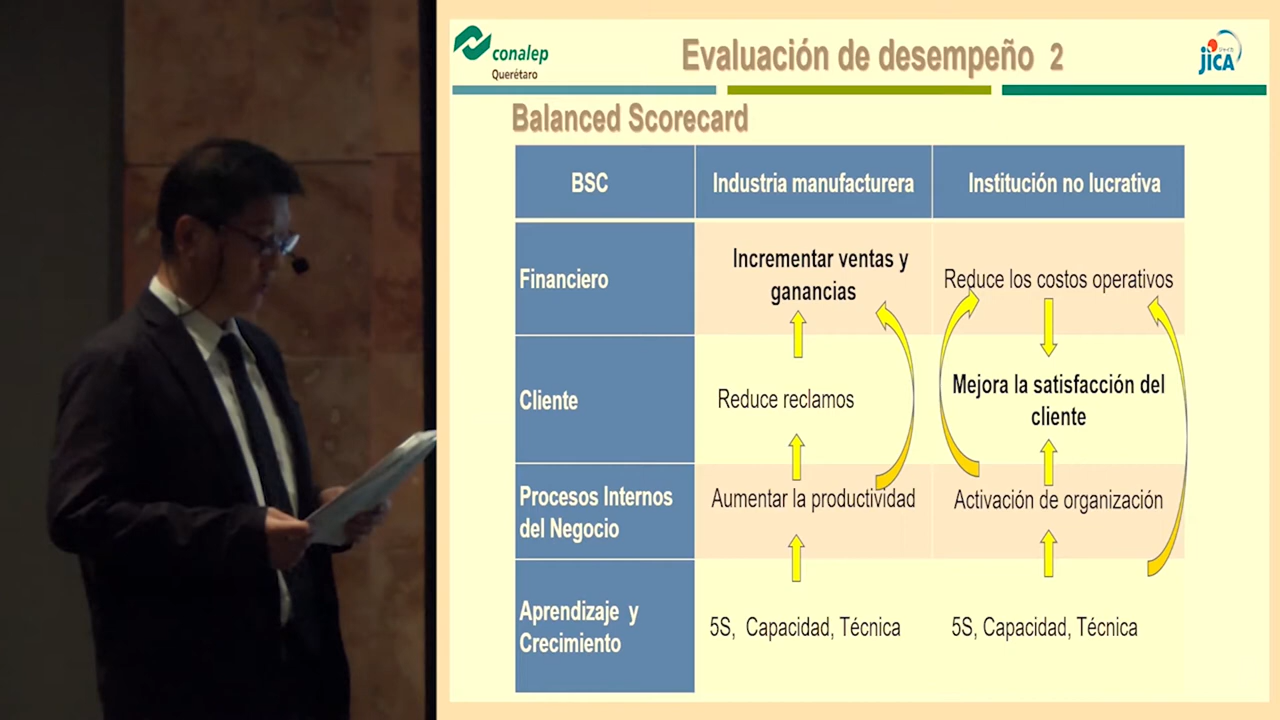 conalep
Querétaro
Evaluación de desempeño 2
JICA
Balanced Scorecard
BSC
Industria manufacturera
Institución no lucrativa
Financiero
Incrementar ventas y
ganancias
Reduce los costos operativos
Cliente
Reduce reclamos
Mejora la satisfacción del
cliente
Procesos Internos
del Negocio
Aumentar la productividad
Activación de organización
Aprendizaje y
Crecimiento
5S, Capacidad, Técnica
5S, Capacidad, Técnica